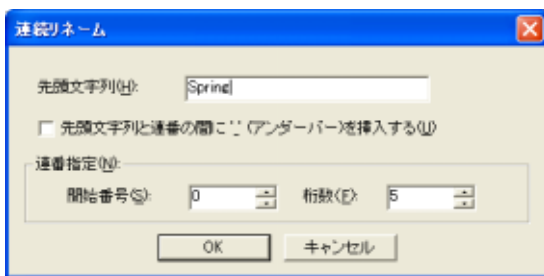 連続リネーム
先頭文字列(H): Spring
先頭文字列と連番の間に'_'(アンダーバー)を挿入する(U)
連番指定(N):
開始番号(S): 0 桁数(F): 5
OK キャンセル